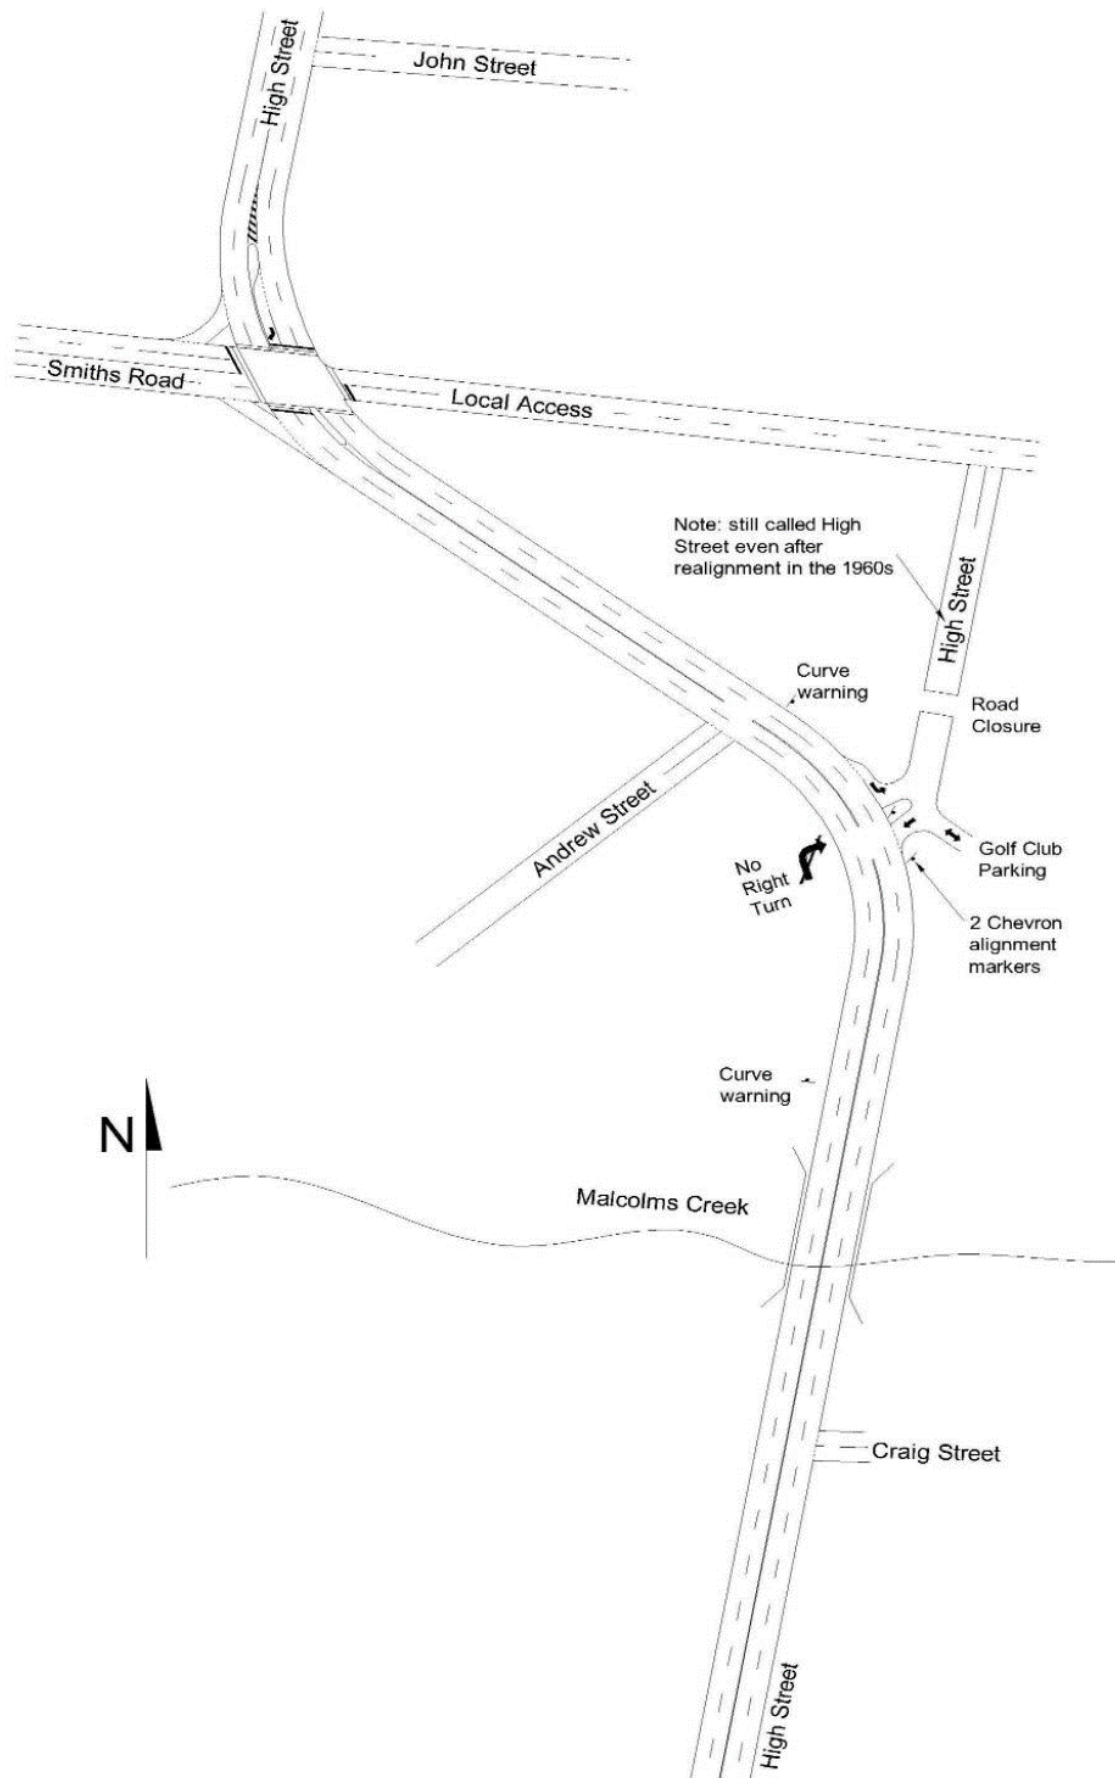 High Street
John Street
Smiths Road
Local Access
Note: still called High
Street even after
realignment in the 1960s
High Street
Curve
warning
Road
Closure
Andrew Street
No
Right
Turn
Golf Club
Parking
2 Chevron
alignment
markers
Curve
warning
N
Malcolms Creek
Craig Street
High Street